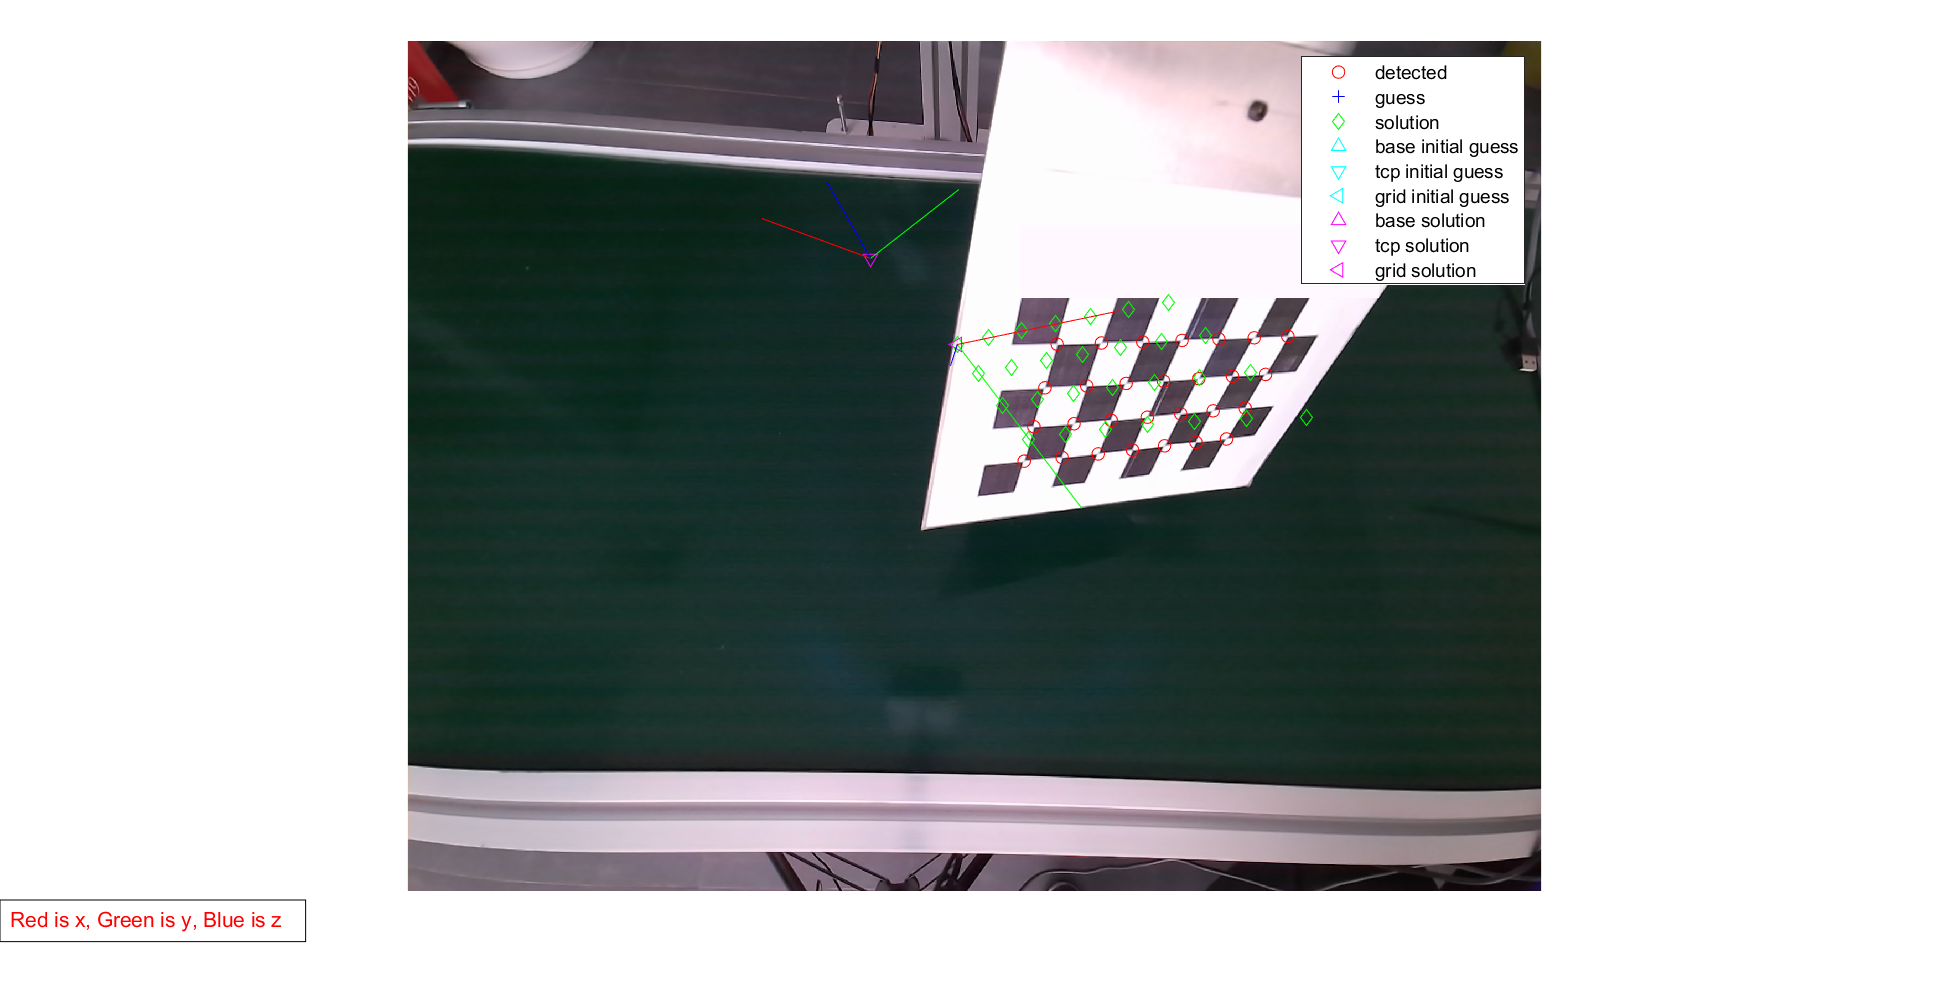 detected
guess
solution
base initial guess
tcp initial guess
grid initial guess
base solution
tcp solution
grid solution
Red is x, Green is y, Blue is z